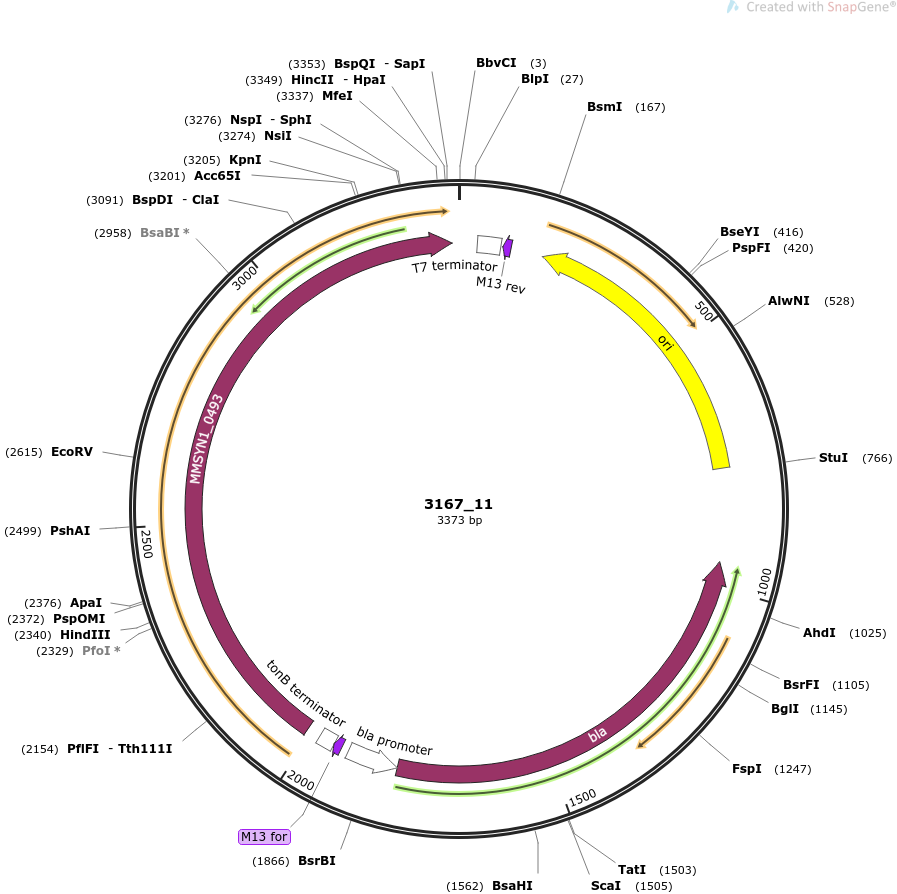 Created with SnapGene®
(3353) BspQI - SapI
(3349) HincII - HpaI
(3337) MfeI
(3276) NspI - SphI
(3274) NsiI
(3205) KpnI
(3201) Acc65I
(3091) BspDI - ClaI
(2958) BsaBI *
BbvCI (3)
BlpI (27)
BsmI (167)
BseYI (416)
PspFI (420)
AlwNI (528)
StuI (766)
AhdI (1025)
BsrFI (1105)
BglI (1145)
FspI (1247)
TatI (1503)
ScaI (1505)
(1562) BsaHI
(1866) BsrBI
(2154) PflFI - Tth111I
(2329) PfoI *
(2340) HindIII
(2372) PspOMI
(2376) ApaI
(2499) PshAI
(2615) EcoRV
T7 terminator
M13 rev
ori
500
1000
1500
2000
2500
3000
MMSYN1_0493
3167_11
3373 bp
tonB terminator
bla promoter
bla
M13 for